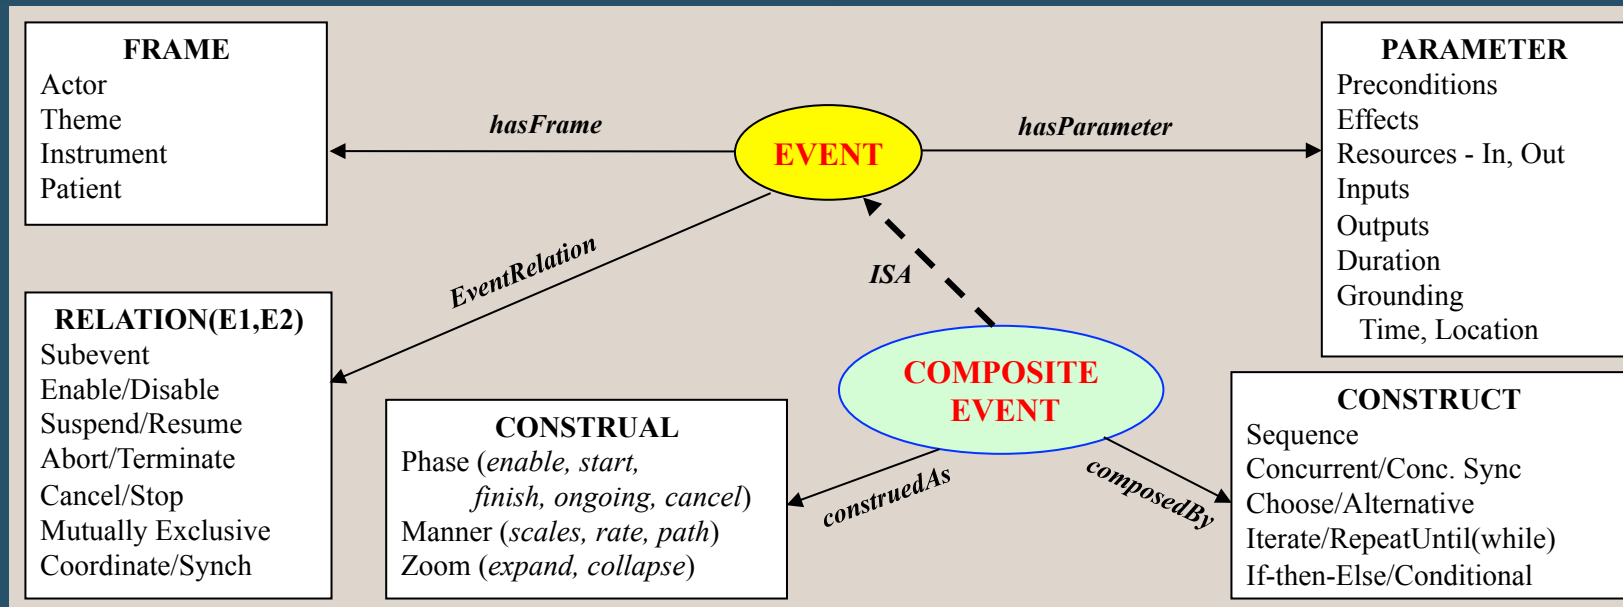 FRAME
Actor
Theme
Instrument
Patient
hasFrame
EVENT
hasParameter
PARAMETER
Preconditions
Effects
Resources - In, Out
Inputs
Outputs
Duration
Grounding
Time, Location
EventRelation
ISA
RELATION(E1,E2)
Subevent
Enable/Disable
Suspend/Resume
Abort/Terminate
Cancel/Stop
Mutually Exclusive
Coordinate/Synch
COMPOSITE
EVENT
construedAs
composedBy
CONSTRUAL
Phase (enable, start,
finish, ongoing, cancel)
Manner (scales, rate, path)
Zoom (expand, collapse)
CONSTRUCT
Sequence
Concurrent/Conc. Sync
Choose/Alternative
Iterate/RepeatUntil(while)
If-then-Else/Conditional